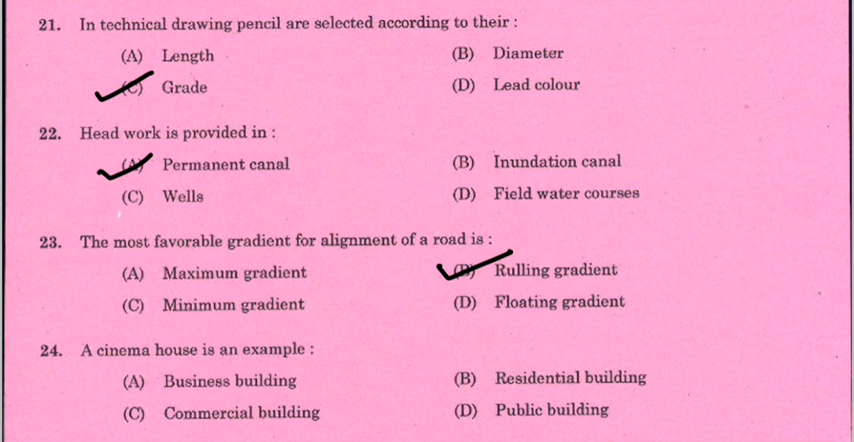 21. In technical drawing pencil are selected according to their :
(A) Length (B) Diameter
(C) Grade (D) Lead colour
22. Head work is provided in :
(A) Permanent canal (B) Inundation canal
(C) Wells (D) Field water courses
23. The most favorable gradient for alignment of a road is :
(A) Maximum gradient (B) Rulling gradient
(C) Minimum gradient (D) Floating gradient
24. A cinema house is an example :
(A) Business building (B) Residential building
(C) Commercial building (D) Public building